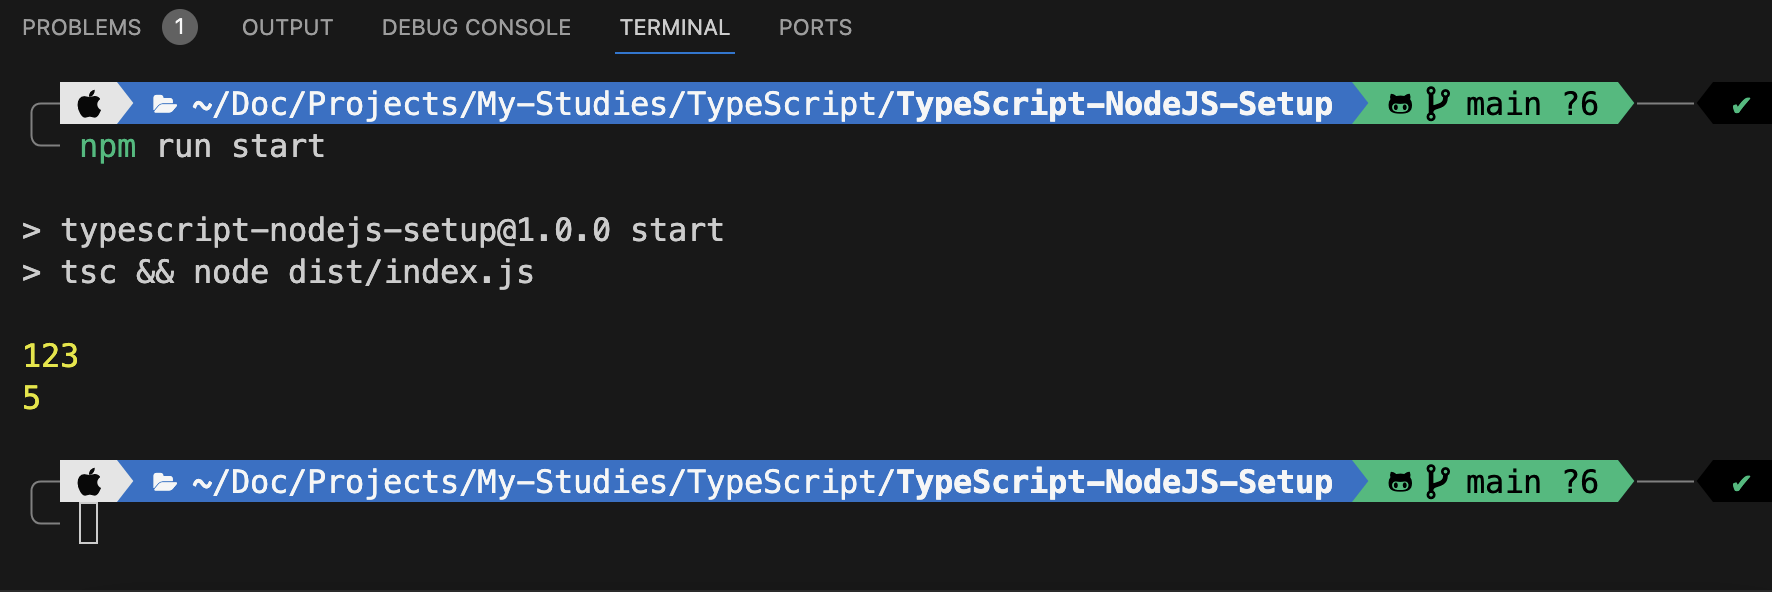 PROBLEMS 1 OUTPUT DEBUG CONSOLE TERMINAL PORTS
~/Doc/Projects/My-Studies/TypeScript/TypeScript-NodeJS-Setup main ?6 ✔
npm run start
> typescript-nodejs-setup@1.0.0 start
> tsc && node dist/index.js
123
5
~/Doc/Projects/My-Studies/TypeScript/TypeScript-NodeJS-Setup main ?6 ✔